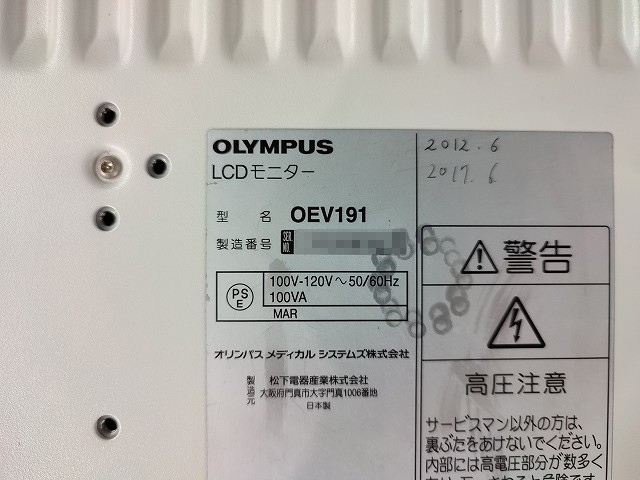 OLYMPUS
LCDモニター
型 名 OEV191
製造番号 SER. NO.
PS
E
100V-120V～50/60Hz
100VA
MAR
オリンパス メディカル システムズ株式会社
製造元
松下電器産業株式会社
大阪府門真市大字門真1006番地
日本製
2012.6
2017.6
警告
高圧注意
サービスマン以外の方は、
裏ぶたをあけないでください。
内部には高電圧部分が数多く